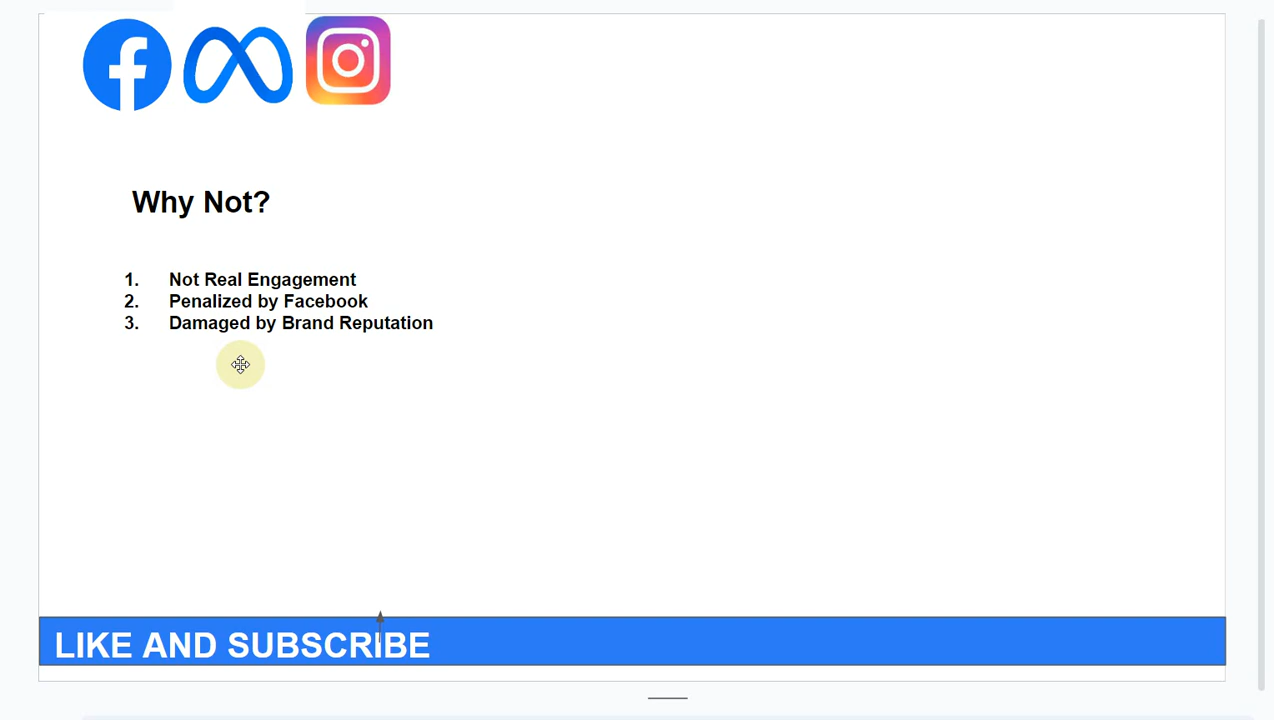 Why Not?
1. Not Real Engagement
2. Penalized by Facebook
3. Damaged by Brand Reputation
LIKE AND SUBSCRIBE